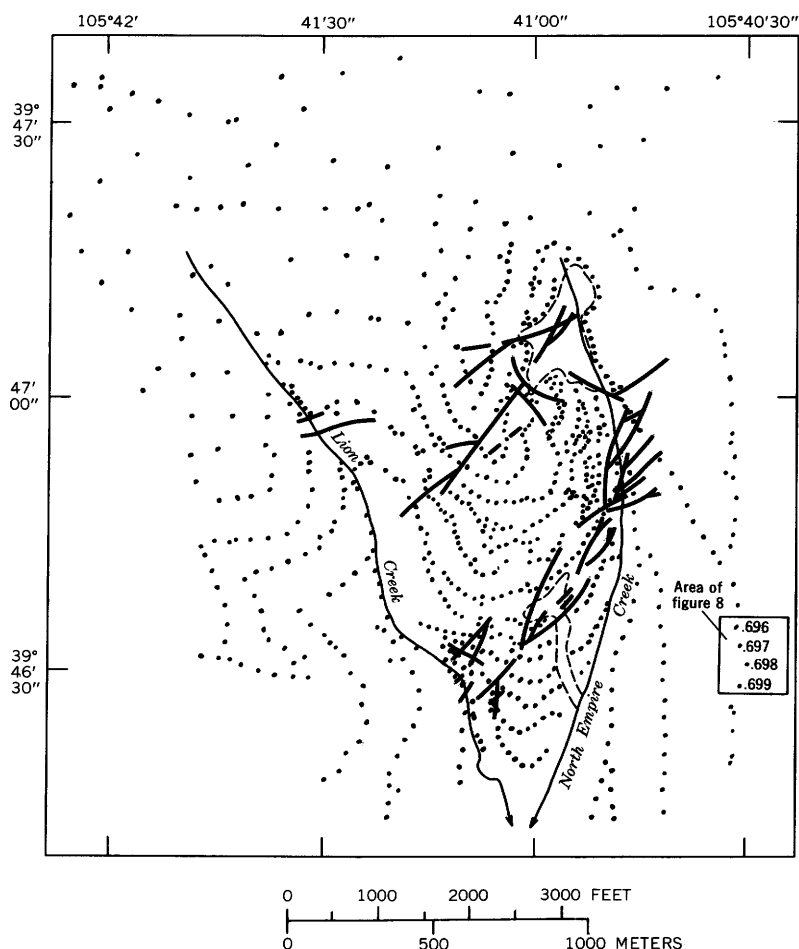 105°42' 41'30" 41'00" 105°40'30"
39°
47'
30"
47'
00"
Lion
Creek
Area of
figure 8
Creek
.696
.697
.698
.699
39°
46'
30"
North Empire
0 1000 2000 3000 FEET
0 500 1000 METERS